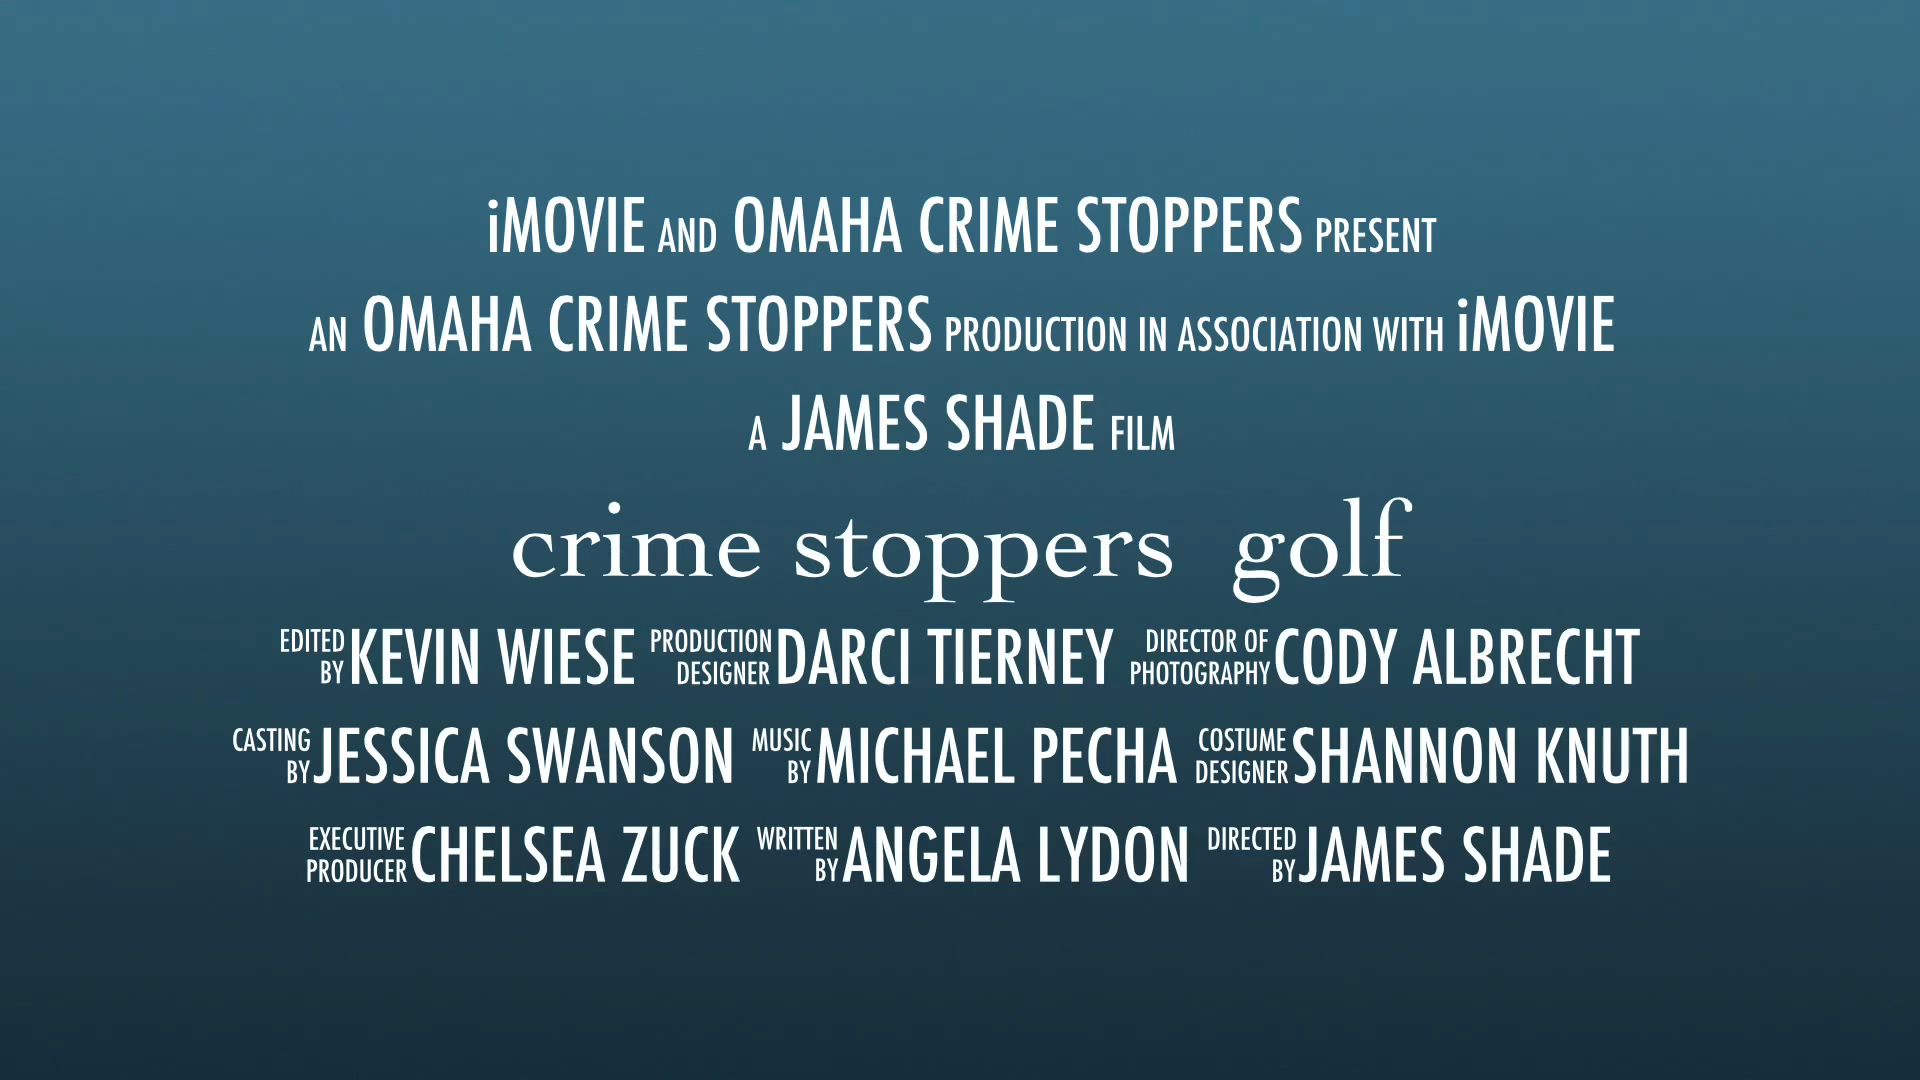 iMOVIE AND OMAHA CRIME STOPPERS PRESENT
AN OMAHA CRIME STOPPERS PRODUCTION IN ASSOCIATION WITH iMOVIE
A JAMES SHADE FILM
crime stoppers  golf
EDITED BY KEVIN WIESE PRODUCTION DESIGNER DARCI TIERNEY DIRECTOR OF PHOTOGRAPHY CODY ALBRECHT
CASTING BY JESSICA SWANSON MUSIC BY MICHAEL PECHA COSTUME DESIGNER SHANNON KNUTH
EXECUTIVE PRODUCER CHELSEA ZUCK WRITTEN BY ANGELA LYDON DIRECTED BY JAMES SHADE